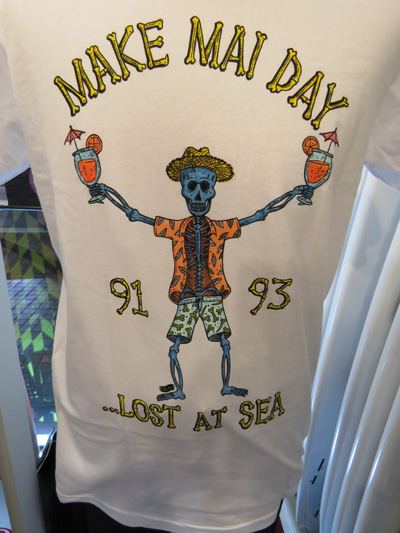 MAKE MAI DAY
91 93
...LOST AT SEA